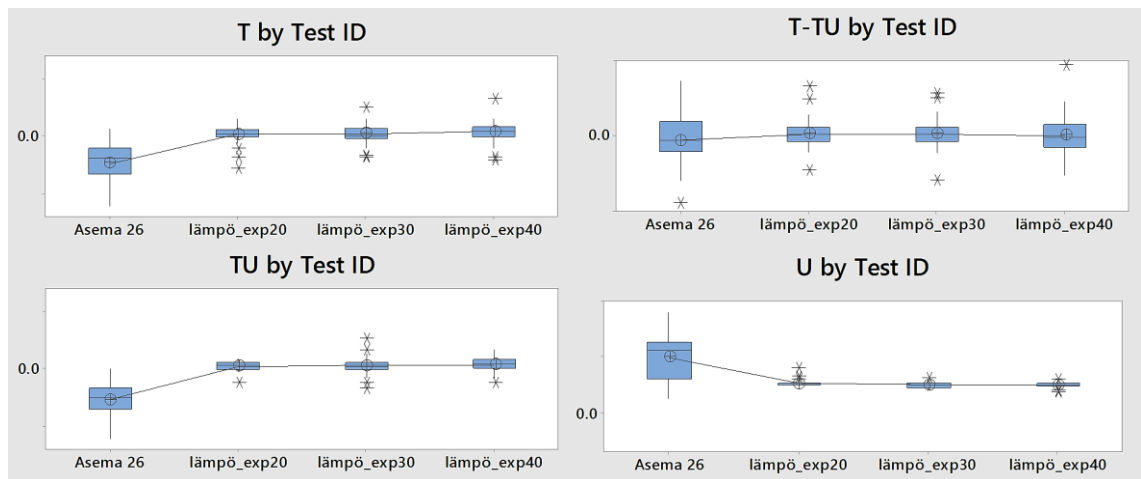 T by Test ID
0.0
Asema 26 lämpö_exp20 lämpö_exp30 lämpö_exp40
T-TU by Test ID
0.0
Asema 26 lämpö_exp20 lämpö_exp30 lämpö_exp40
TU by Test ID
0.0
Asema 26 lämpö_exp20 lämpö_exp30 lämpö_exp40
U by Test ID
0.0
Asema 26 lämpö_exp20 lämpö_exp30 lämpö_exp40